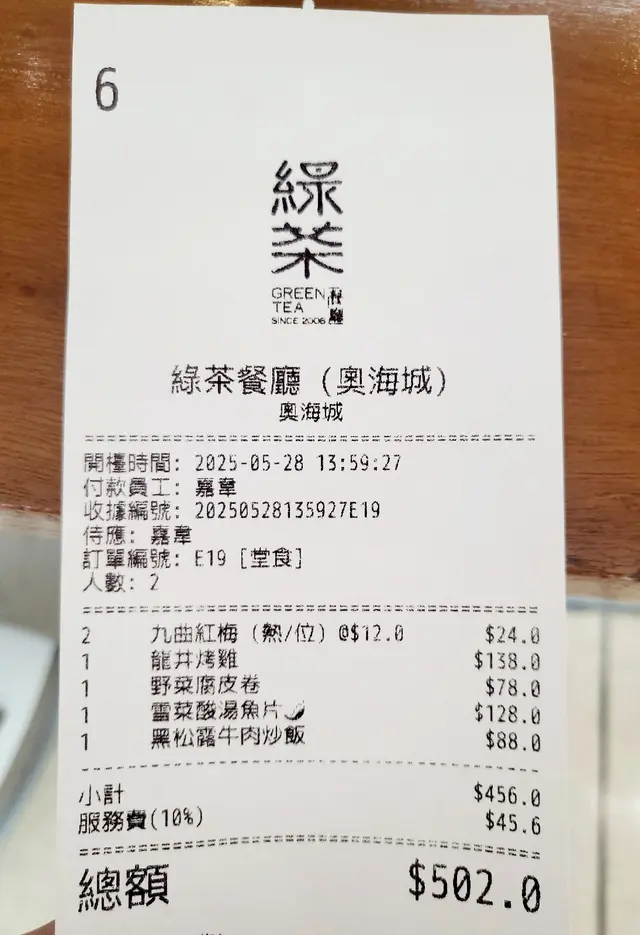 6
綠茶
GREEN
TEA
餐廳
SINCE 2008
綠茶餐廳 (奧海城)
奧海城
開檯時間: 2025-05-28 13:59:27
付款員工: 嘉韋
收據編號: 20250528135927E19
侍應: 嘉韋
訂單編號: E19 [堂食]
人數: 2
2 九曲紅梅 (熱/位) @$12.0 $24.0
1 龍井烤雞 $138.0
1 野菜腐皮卷 $78.0
1 雪菜酸湯魚片🌶 $128.0
1 黑松露牛肉炒飯 $88.0
小計 $456.0
服務費(10%) $45.6
總額 $502.0